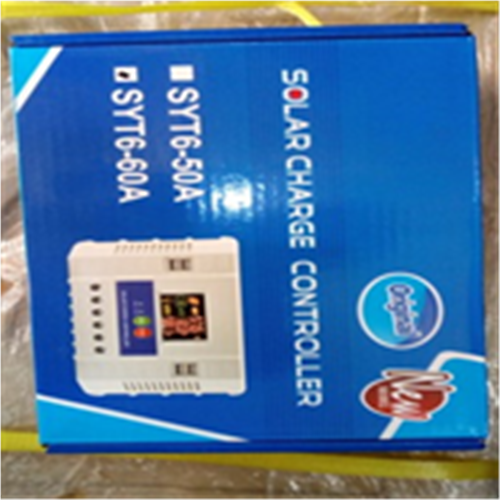 SOLAR CHARGE CONTROLLER
SYT6-50A
SYT6-60A
Original
New